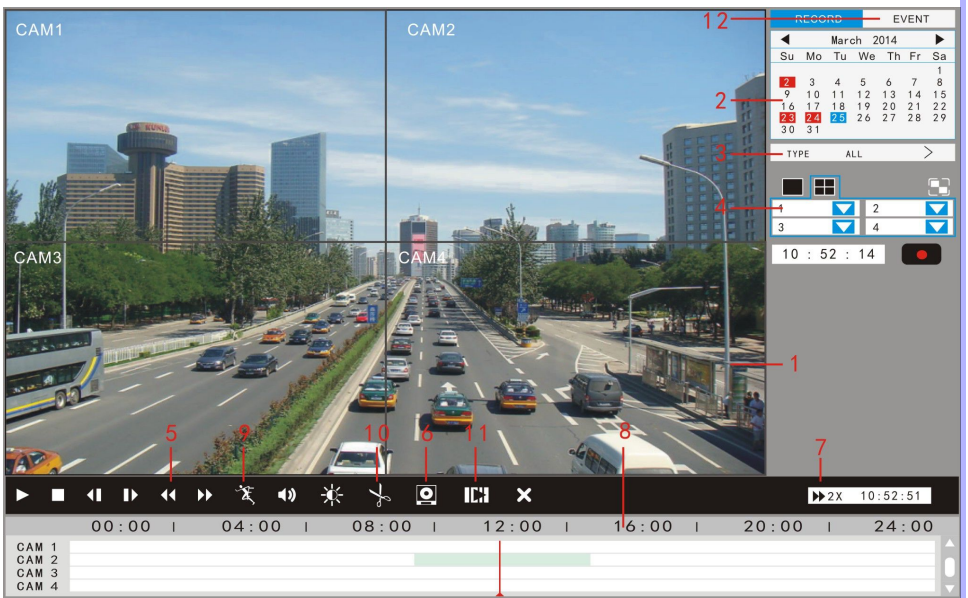 CAM1
CAM2
12
RECORD EVENT
March 2014
Su Mo Tu We Th Fr Sa
1
2 3 4 5 6 7 8
2
9 10 11 12 13 14 15
16 17 18 19 20 21 22
23 24 25 26 27 28 29
30 31
3
TYPE ALL >
4
1 2
3 4
CAM3
CAM4
10 : 52 : 14
1
5
9
10
6
11
8
7
2X 10:52:51
00:00 04:00 08:00 12:00 16:00 20:00 24:00
CAM 1
CAM 2
CAM 3
CAM 4